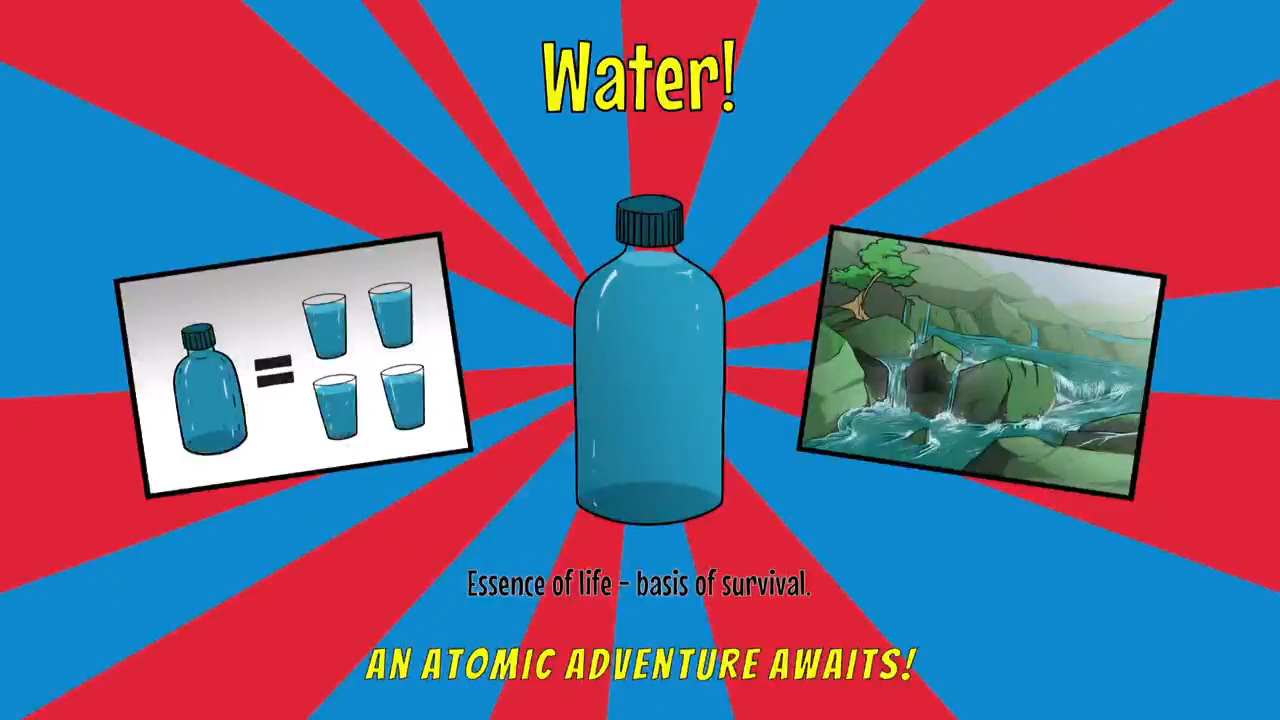 Water!
Essence of life - basis of survival.
AN ATOMIC ADVENTURE AWAITS!